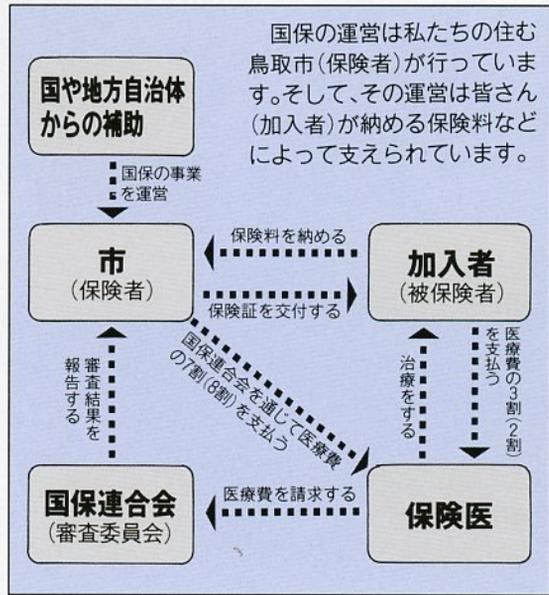 国保の運営は私たちの住む
鳥取市(保険者)が行っていま
す。そして、その運営は皆さん
(加入者)が納める保険料など
によって支えられています。
国や地方自治体
からの補助
国保の事業
を運営
市
(保険者)
保険料を納める
保険証を交付する
加入者
(被保険者)
審査結果を
報告する
国保連合会を通じて医療費
の7割(8割)を支払う
治療をする
医療費の3割(2割)
を支払う
国保連合会
(審査委員会)
医療費を請求する
保険医